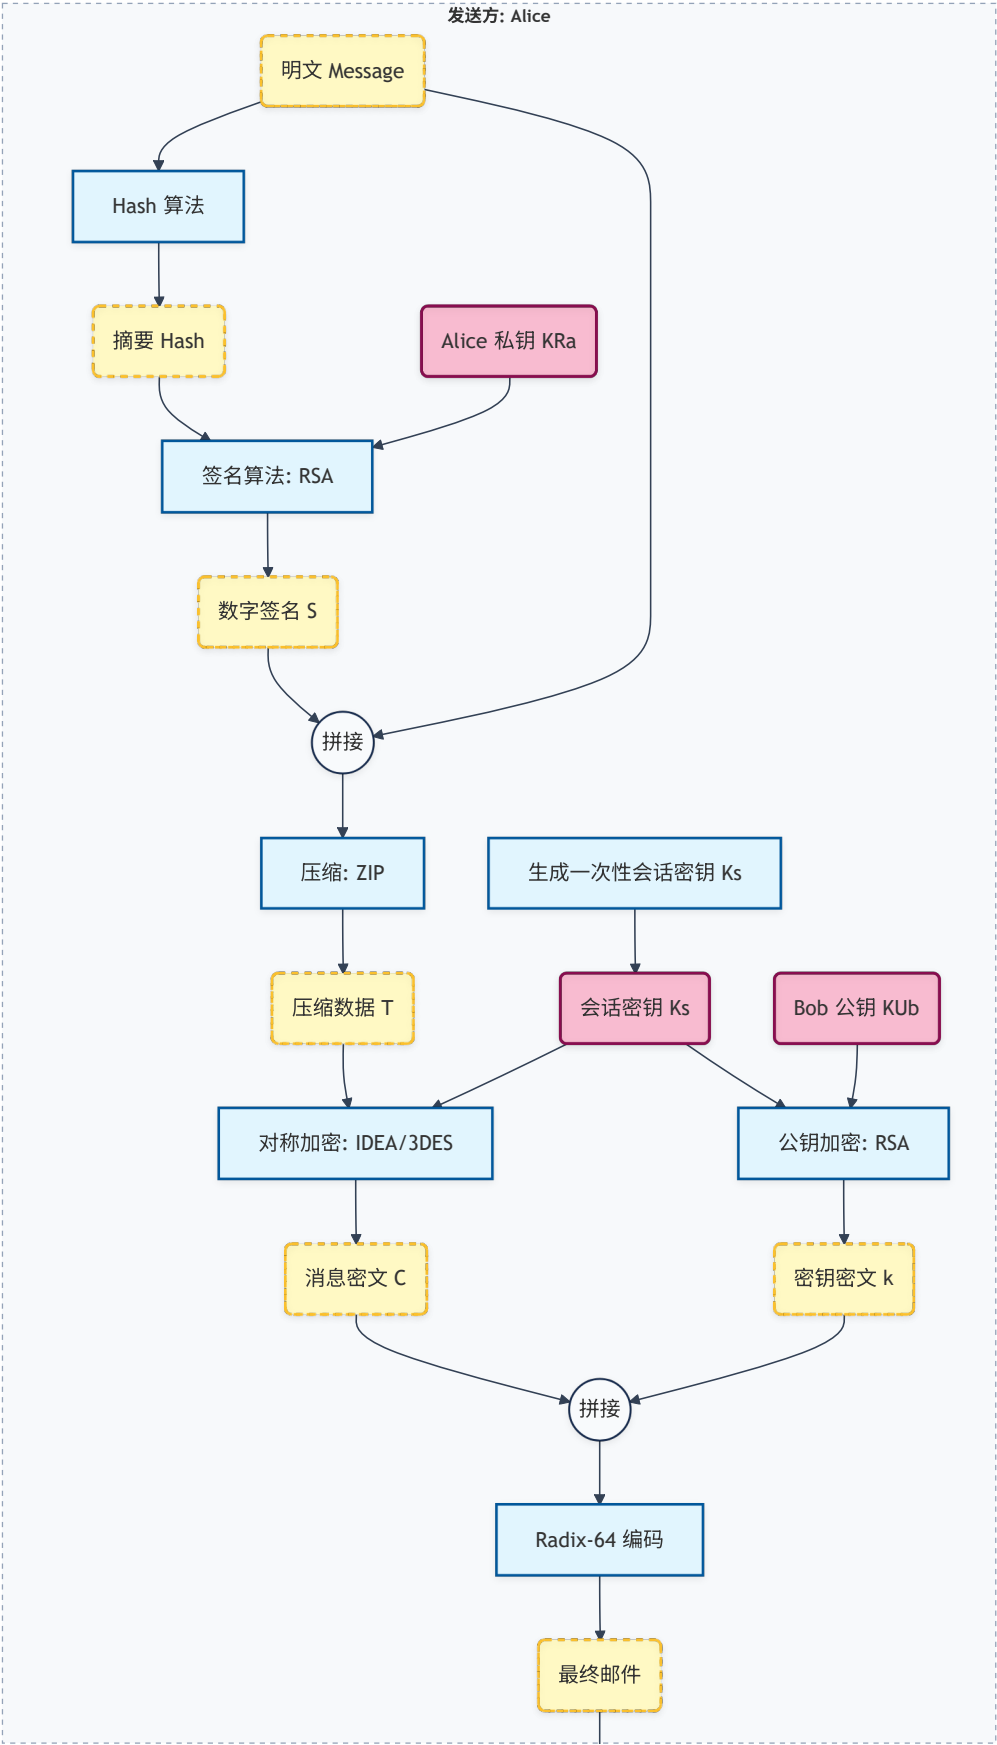 发送方: Alice
明文 Message
Hash 算法
摘要 Hash
Alice 私钥 KRa
签名算法: RSA
数字签名 S
拼接
压缩: ZIP
生成一次性会话密钥 Ks
压缩数据 T
会话密钥 Ks
Bob 公钥 KUb
对称加密: IDEA/3DES
公钥加密: RSA
消息密文 C
密钥密文 k
拼接
Radix-64 编码
最终邮件